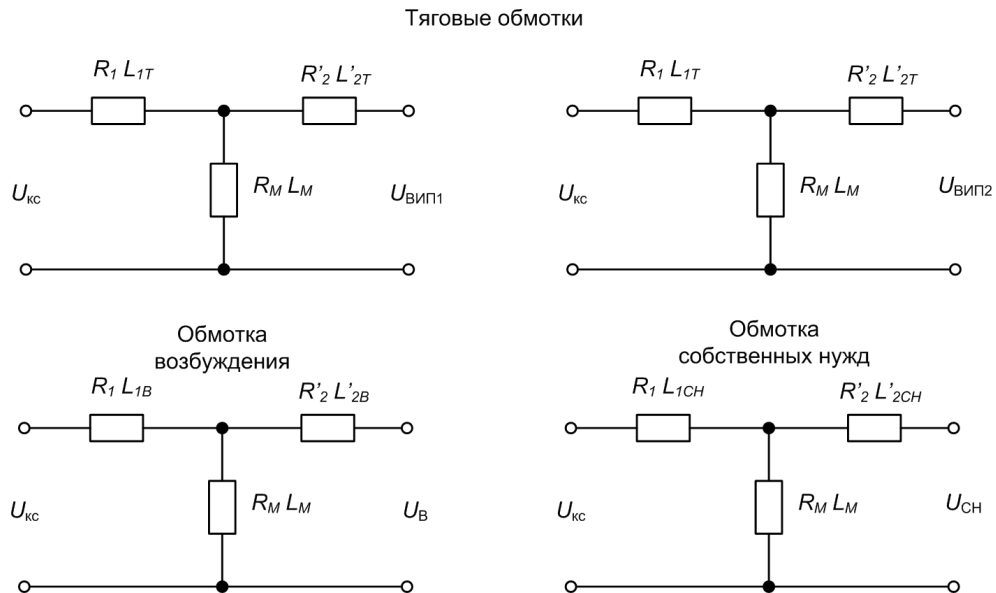 Тяговые обмотки
R₁ L₁Т R'₂ L'₂Т
R₁ L₁Т R'₂ L'₂Т
Uкс RМ LМ UВИП1
Uкс RМ LМ UВИП2
Обмотка
возбуждения
Обмотка
собственных нужд
R₁ L₁В R'₂ L'₂В
R₁ L₁СН R'₂ L'₂СН
Uкс RМ LМ UВ
Uкс RМ LМ UСН